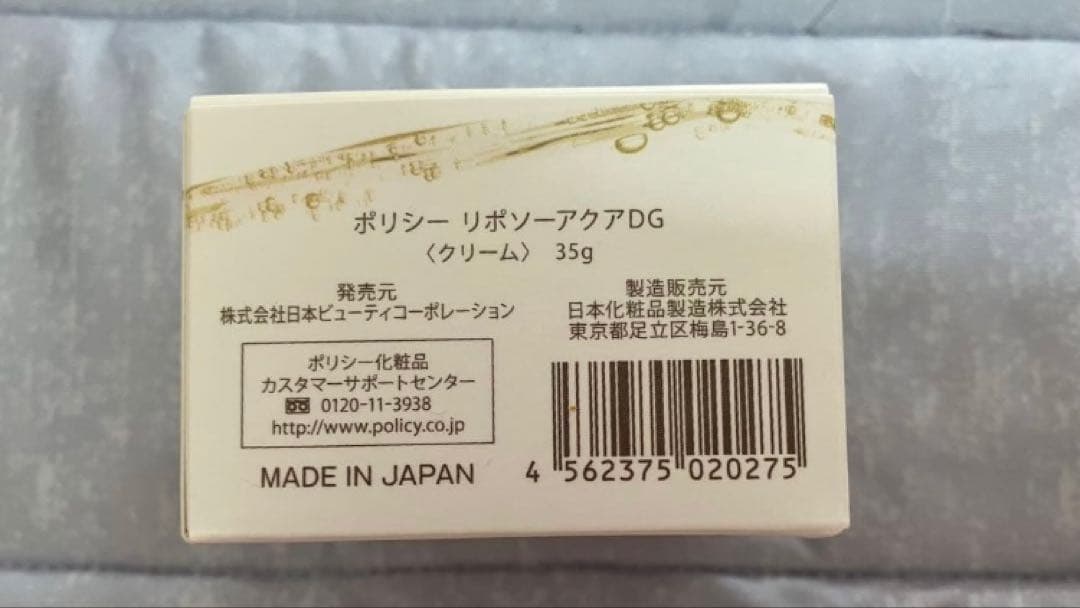 ポリシー リポソーアクアDG
〈クリーム〉 35g
発売元
株式会社日本ビューティコーポレーション
ポリシー化粧品
カスタマーサポートセンター
0120-11-3938
http://www.policy.co.jp
MADE IN JAPAN
製造販売元
日本化粧品製造株式会社
東京都足立区梅島1-36-8
4 562375 020275